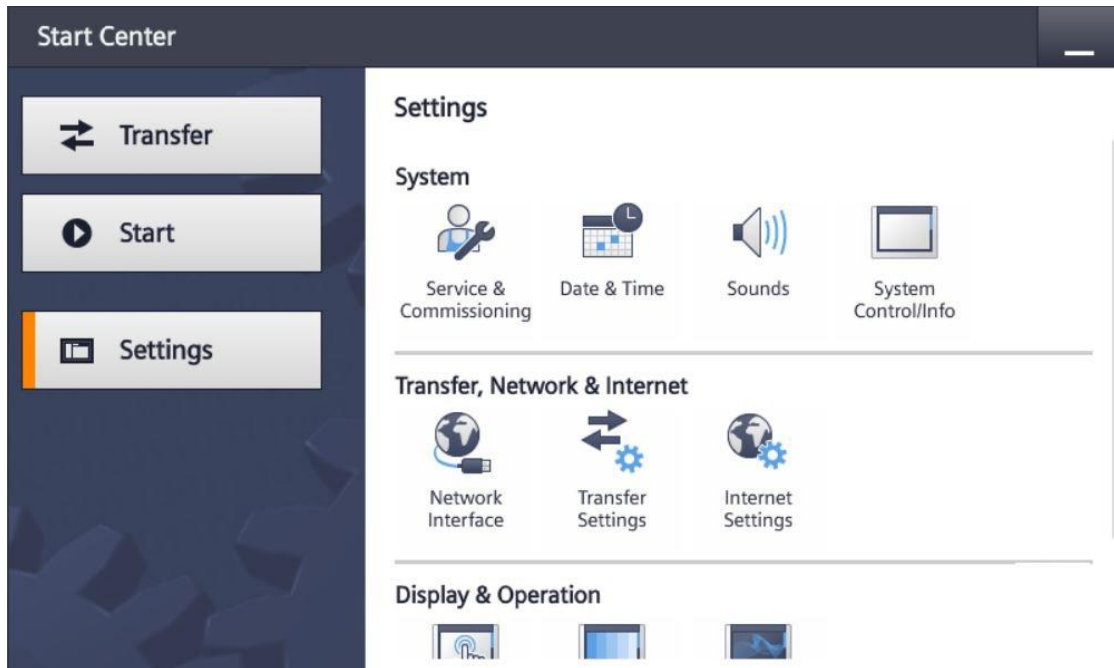 Start Center
Transfer
Start
Settings
Settings
System
Service &
Commissioning
Date & Time
Sounds
System
Control/Info
Transfer, Network & Internet
Network
Interface
Transfer
Settings
Internet
Settings
Display & Operation